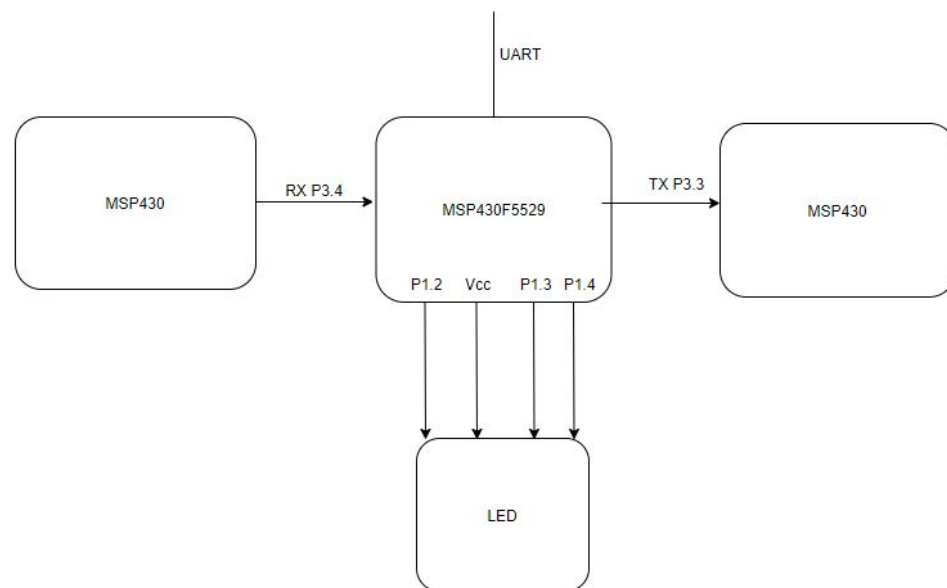 UART
MSP430
RX P3.4
MSP430F5529
TX P3.3
MSP430
P1.2 Vcc P1.3 P1.4
LED